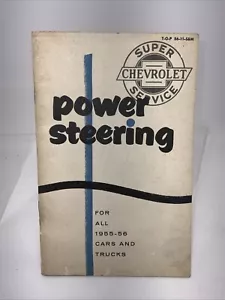 SUPER
CHEVROLET
SERVICE
power
steering
FOR
ALL
1955-56
CARS AND
TRUCKS